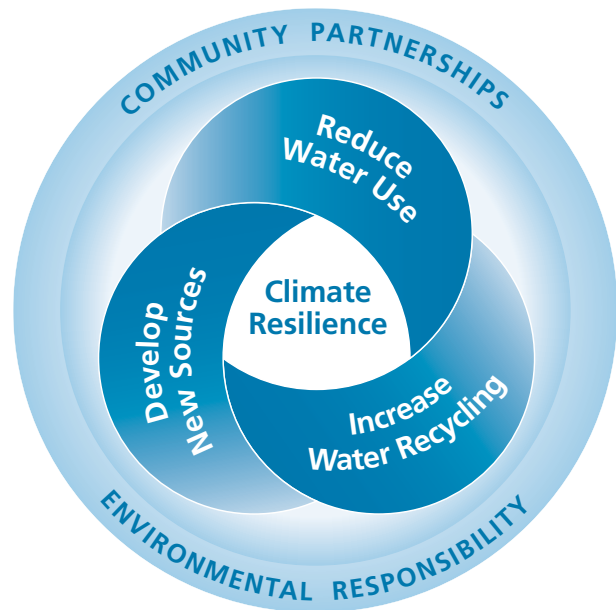 COMMUNITY PARTNERSHIPS
Reduce
Water Use
Climate
Resilience
Develop
New Sources
Increase
Water Recycling
ENVIRONMENTAL RESPONSIBILITY